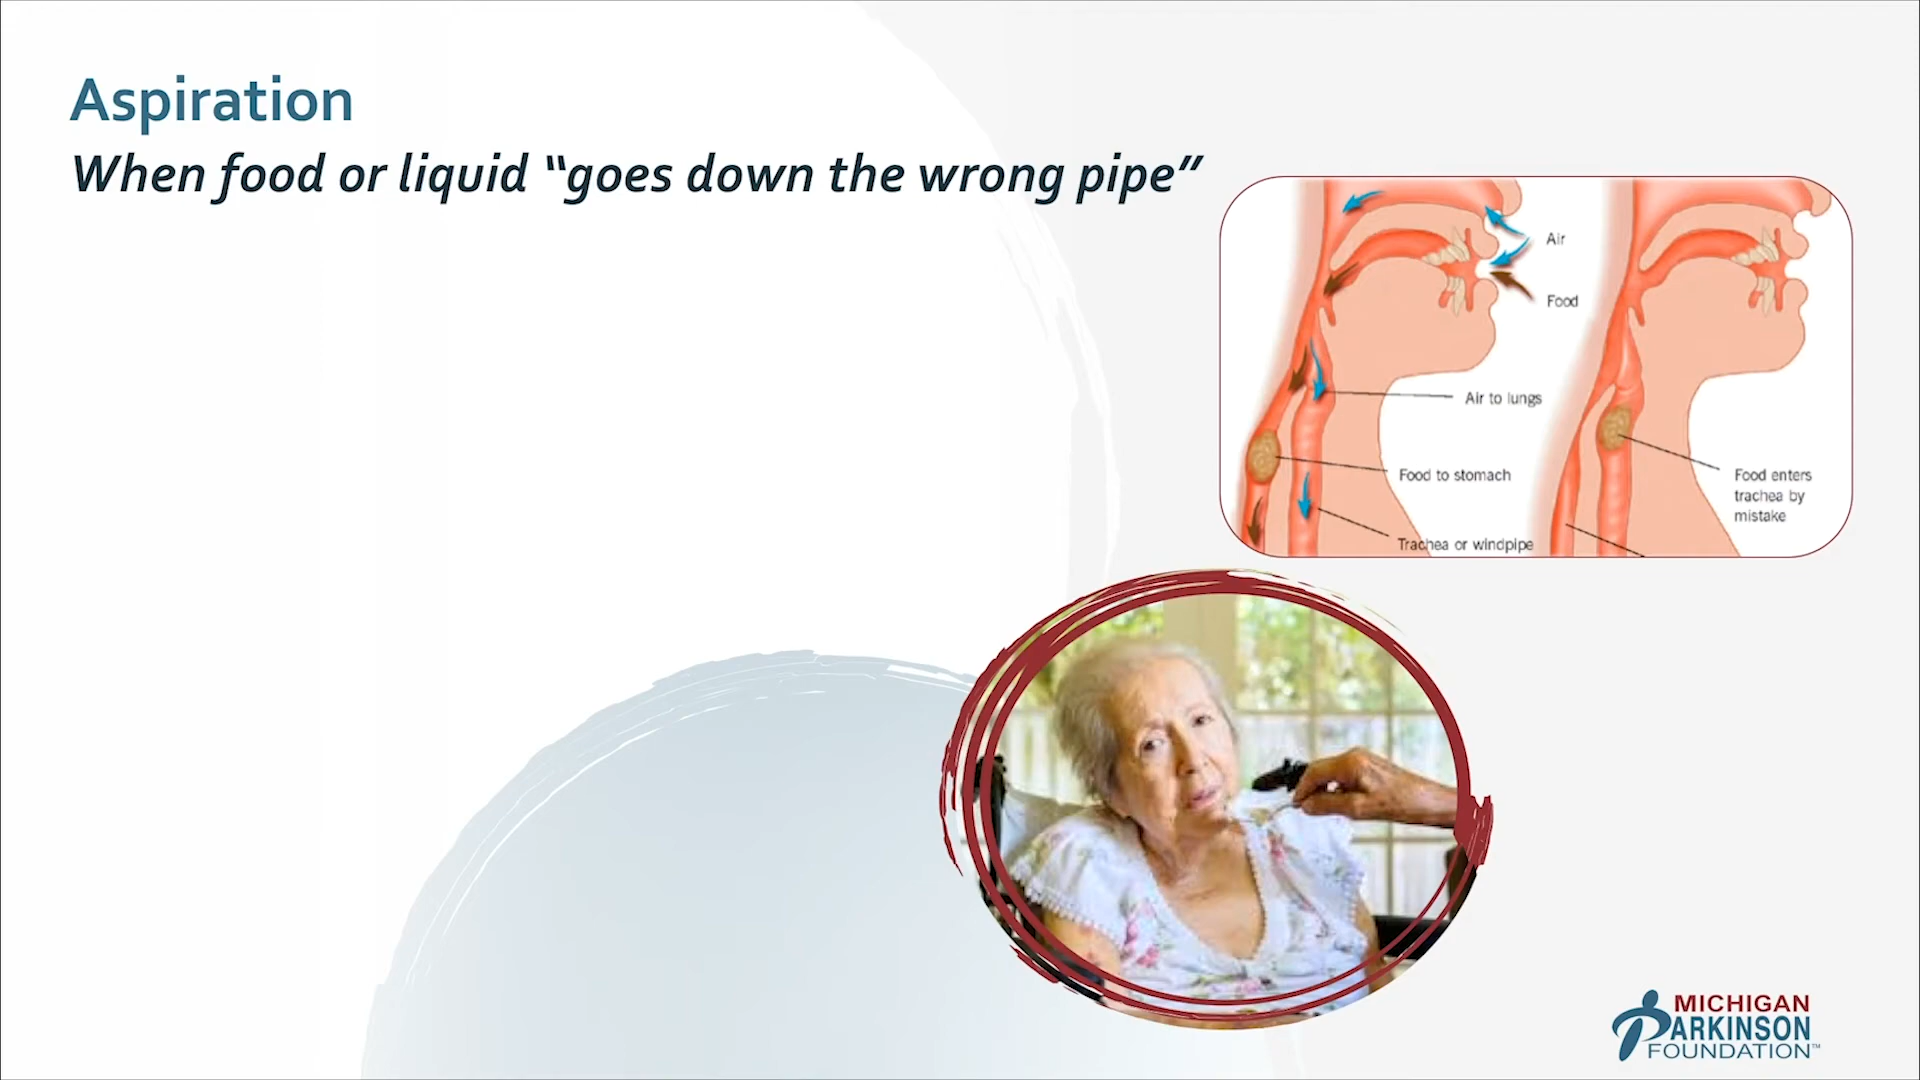 Aspiration
When food or liquid “goes down the wrong pipe”
Air
Food
Air to lungs
Food to stomach
Trachea or windpipe
Food enters
trachea by
mistake
MICHIGAN
PARKINSON
FOUNDATION™